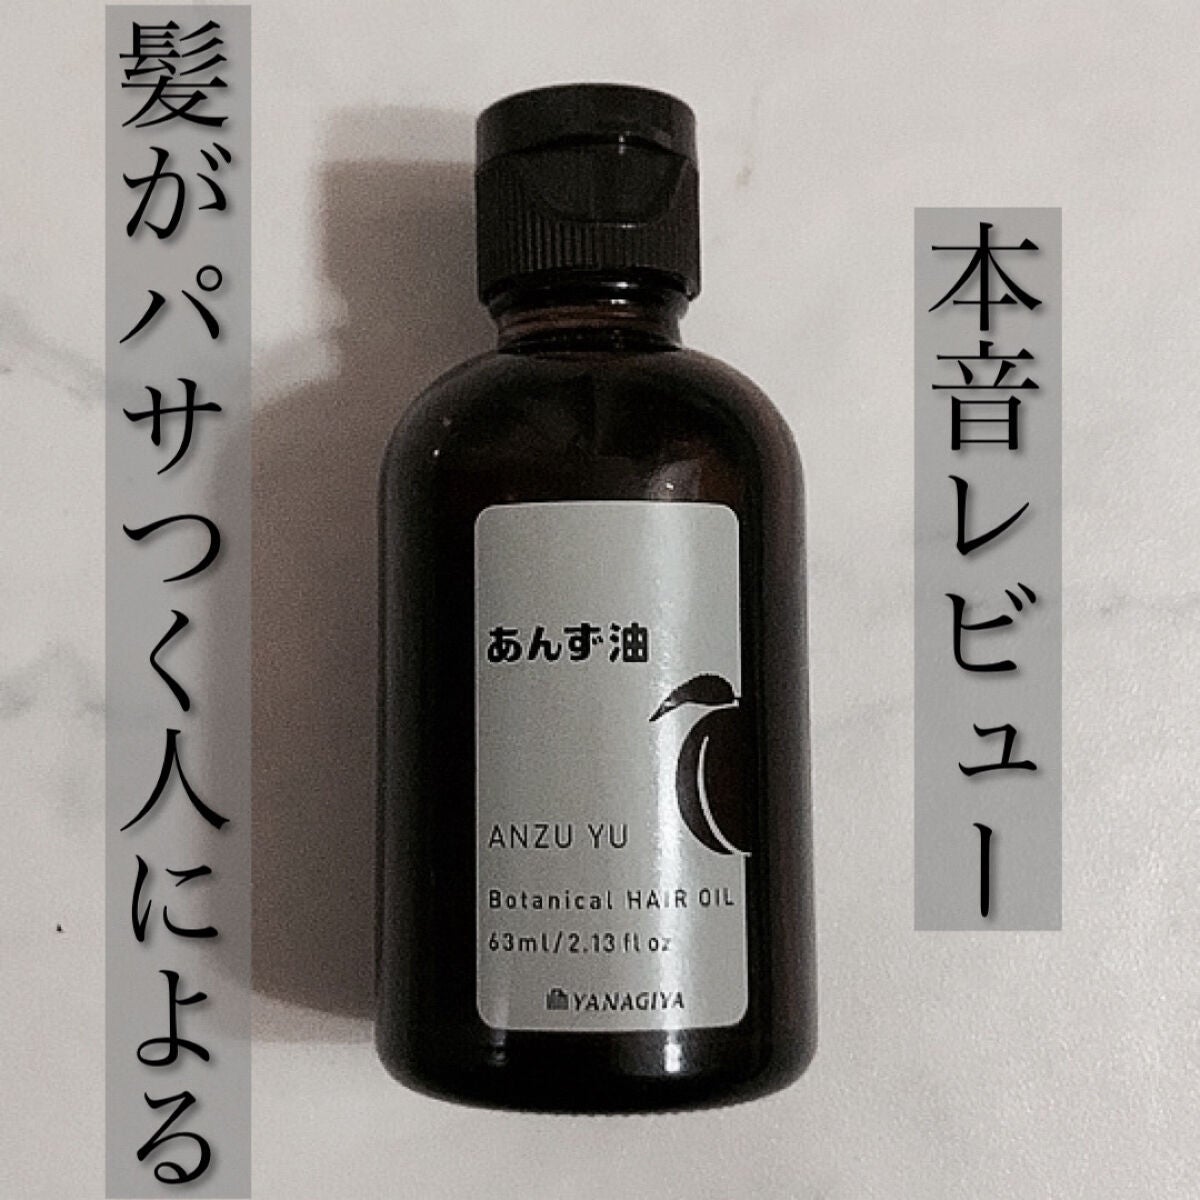 髪がパサつく人による
本音レビュー
あんず油
ANZU YU
Botanical HAIR OIL
63ml/2.13 fl oz
YANAGIYA